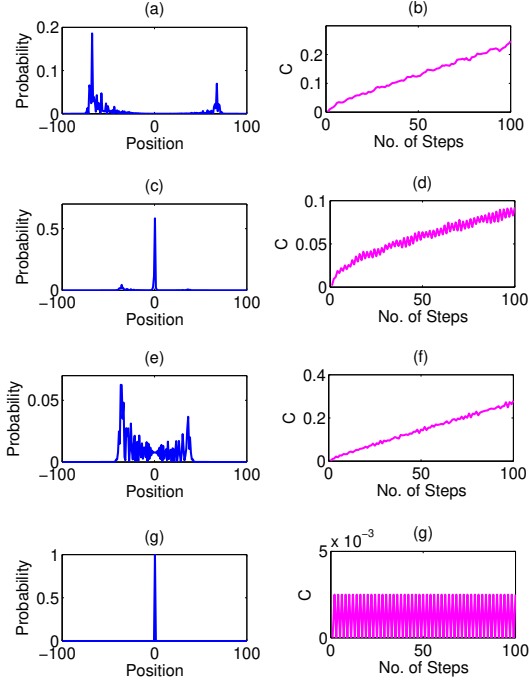 (a)
Probability
0.2
0.1
0
−100
0
100
Position
(b)
C
0.2
0.1
0
0
50
100
No. of Steps
(c)
Probability
0.5
0
−100
0
100
Position
(d)
C
0.1
0.05
0
0
50
100
No. of Steps
(e)
Probability
0.05
0
−100
0
100
Position
(f)
C
0.4
0.2
0
0
50
100
No. of Steps
(g)
Probability
1
0.5
0
−100
0
100
Position
(g)
5 × 10⁻³
C
0
0
50
100
No. of Steps